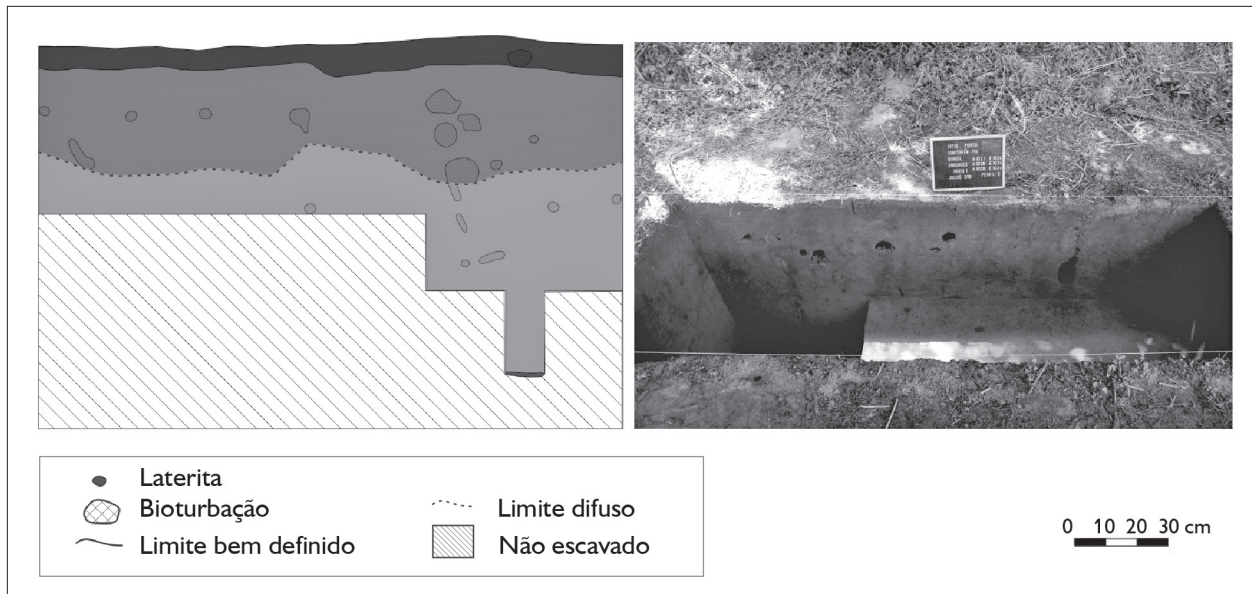 Laterita
Bioturbação
Limite bem definido
Limite difuso
Não escavado
0 10 20 30 cm